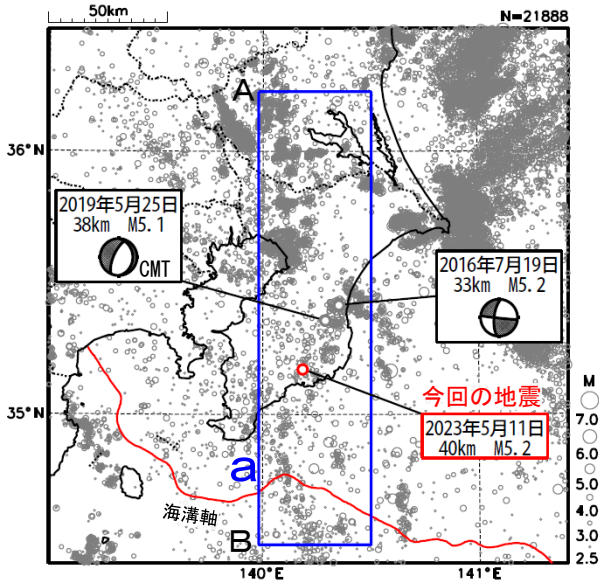 50km
N=21888
A
36°N
2019年5月25日
38km M5.1
CMT
2016年7月19日
33km M5.2
今回の地震
2023年5月11日
40km M5.2
35°N
a
海溝軸
B
140°E
141°E
M
7.0
6.0
5.0
4.0
3.0
2.5